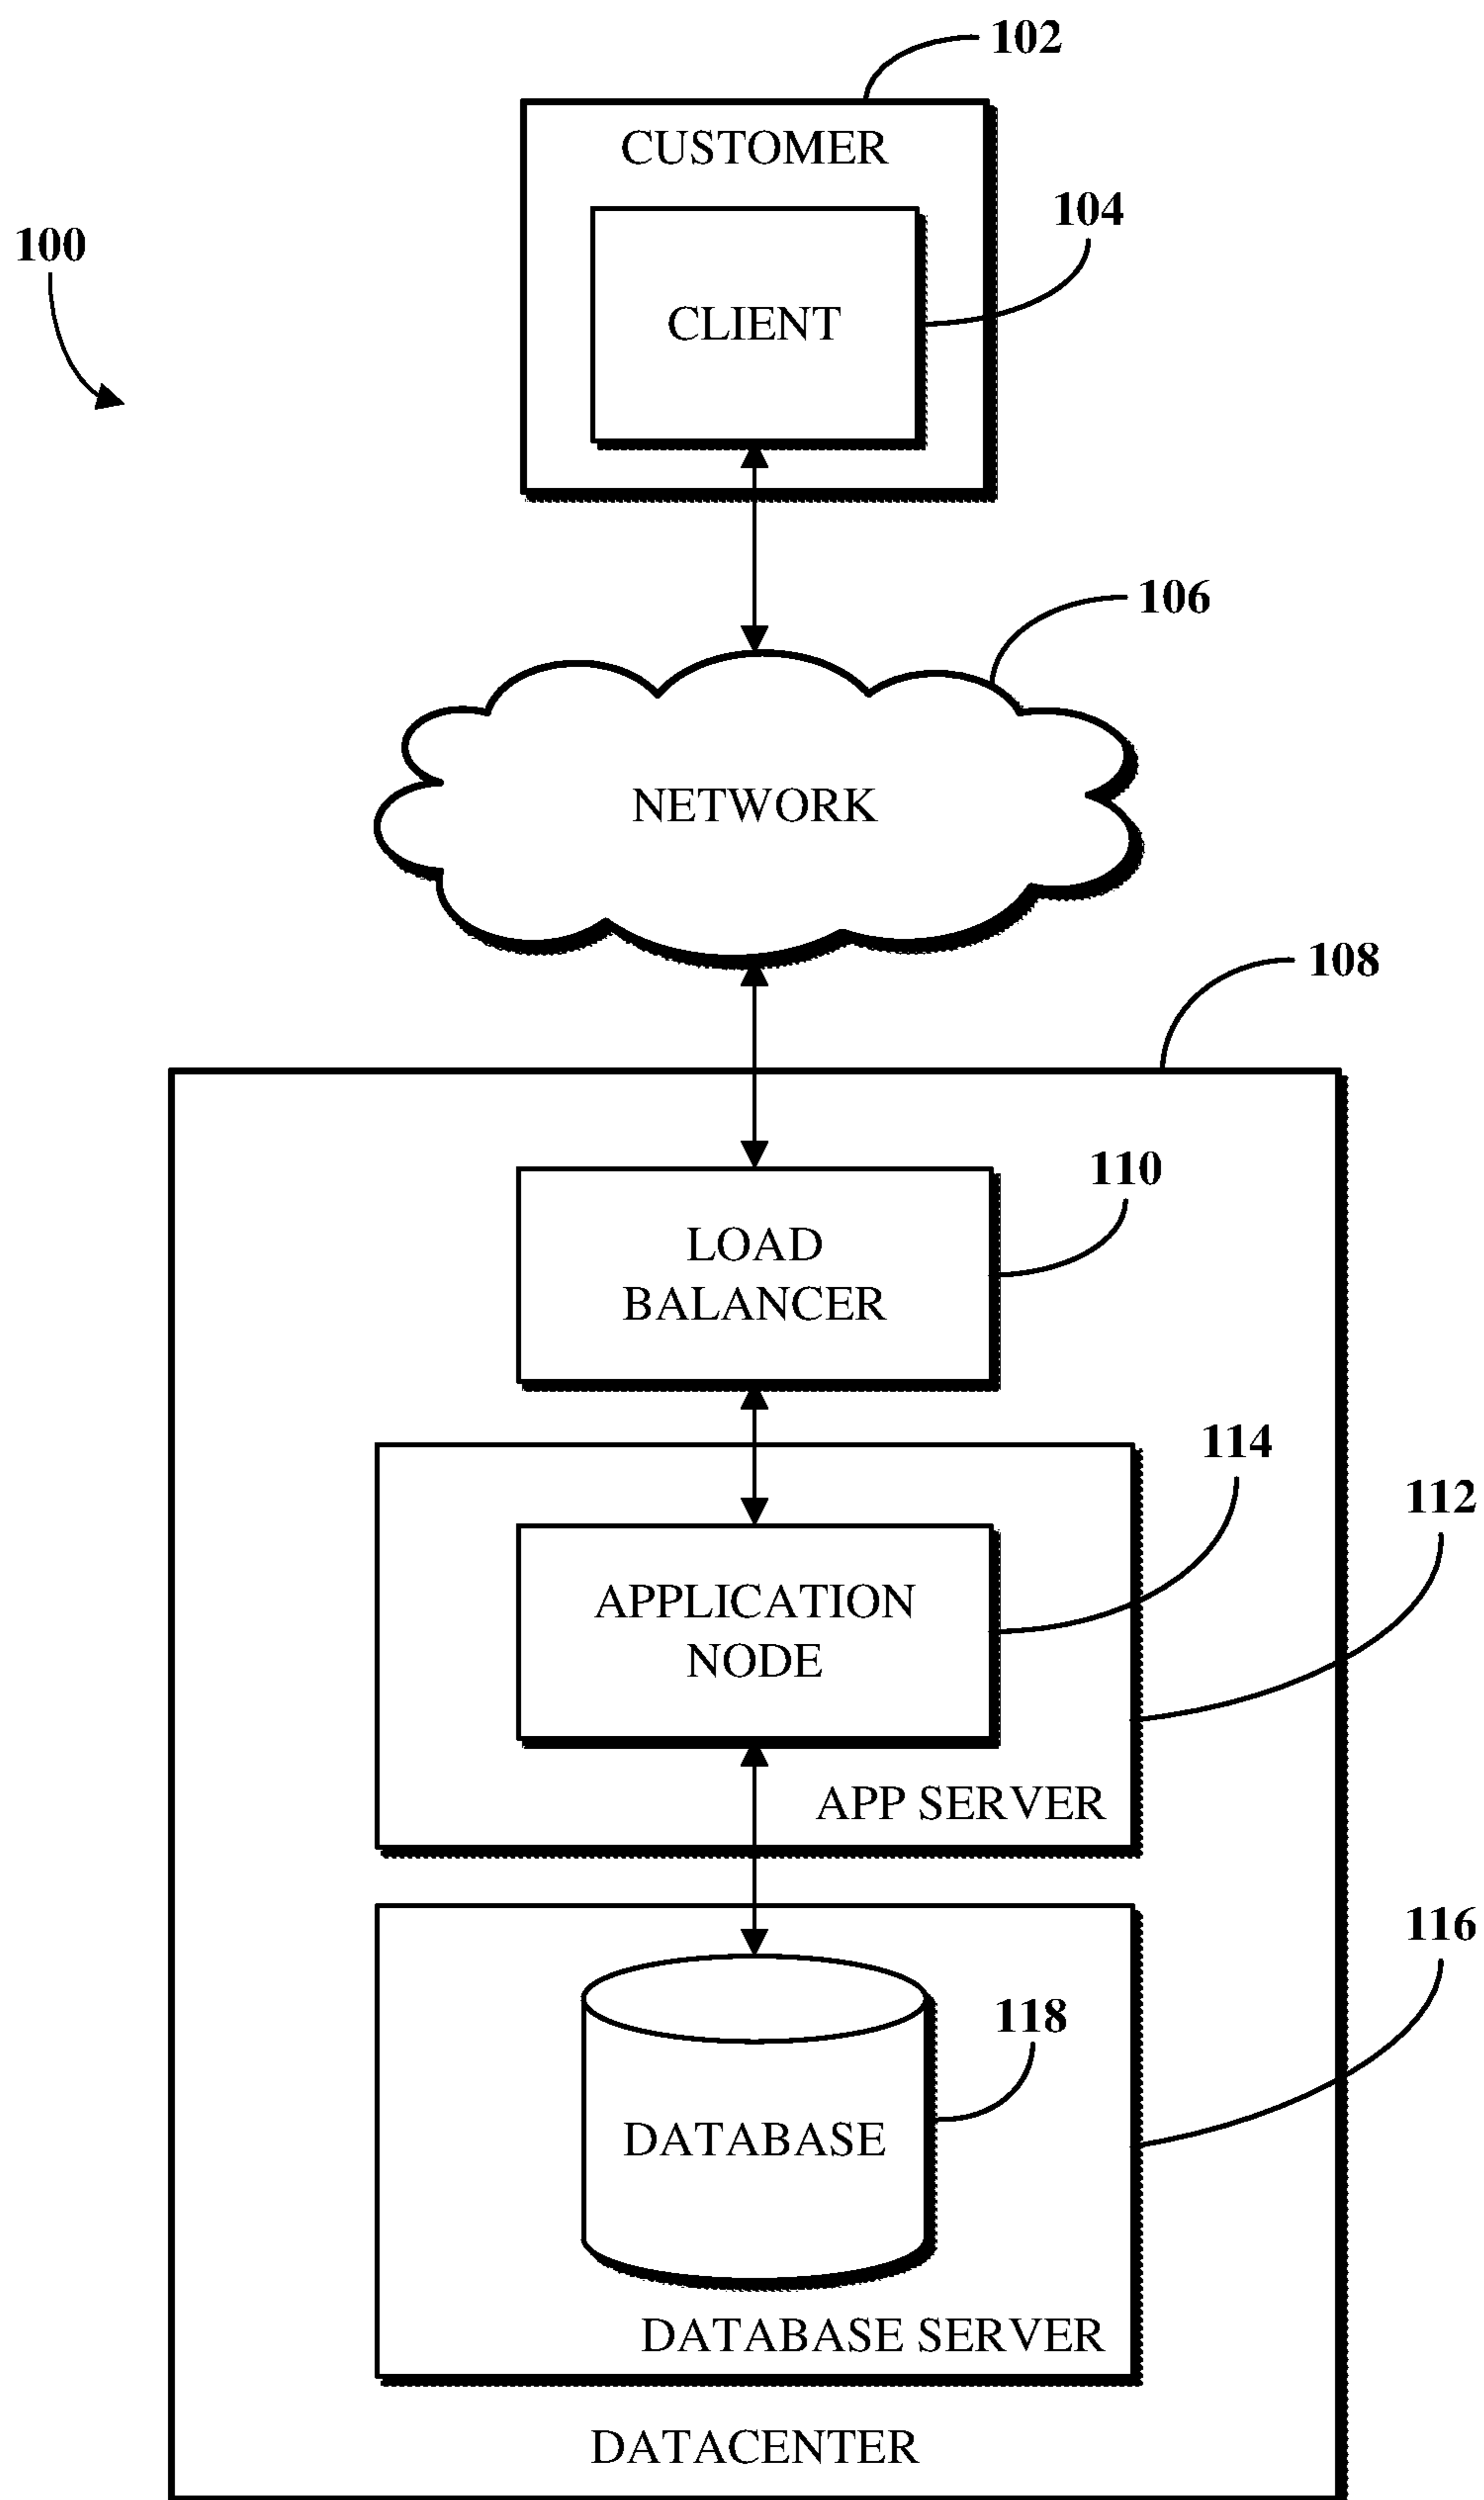 102
CUSTOMER
104
100
CLIENT
106
NETWORK
108
110
LOAD
BALANCER
114
112
APPLICATION
NODE
APP SERVER
116
118
DATABASE
DATABASE SERVER
DATACENTER